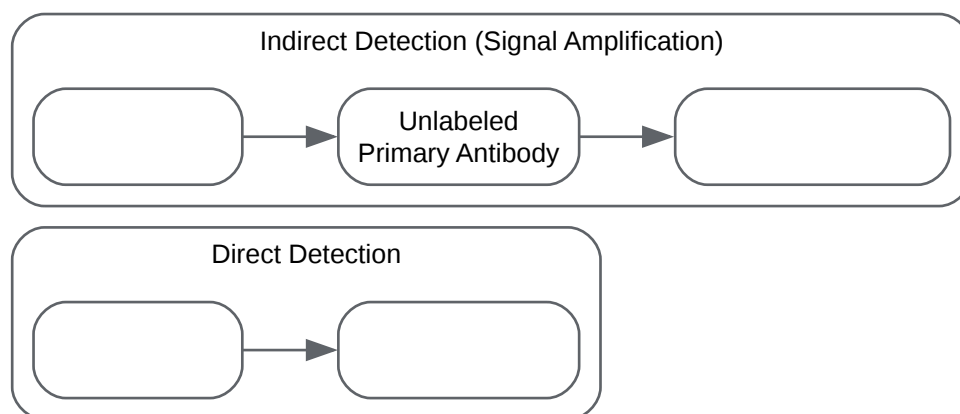 Indirect Detection (Signal Amplification)
Unlabeled
Primary Antibody
Direct Detection